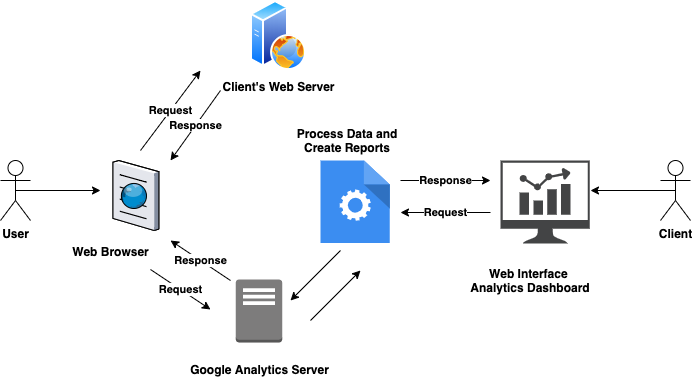 Client's Web Server
Request
Response
Process Data and
Create Reports
Response
Request
User
Client
Web Browser
Response
Request
Web Interface
Analytics Dashboard
Google Analytics Server